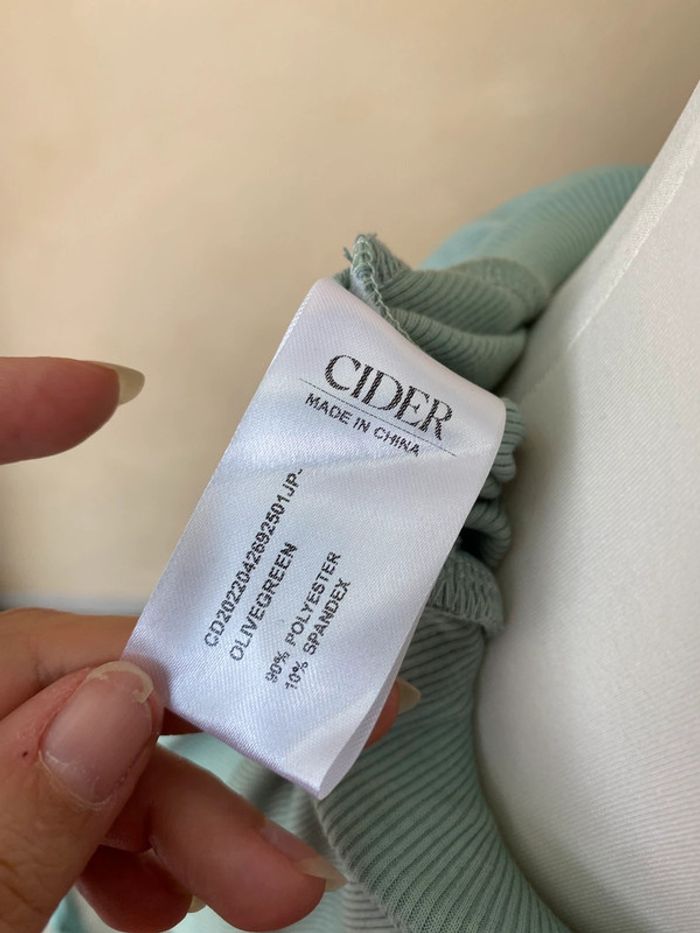 CIDER
MADE IN CHINA
CD2022042692501JP-
OLIVEGREEN
90% POLYESTER
10% SPANDEX